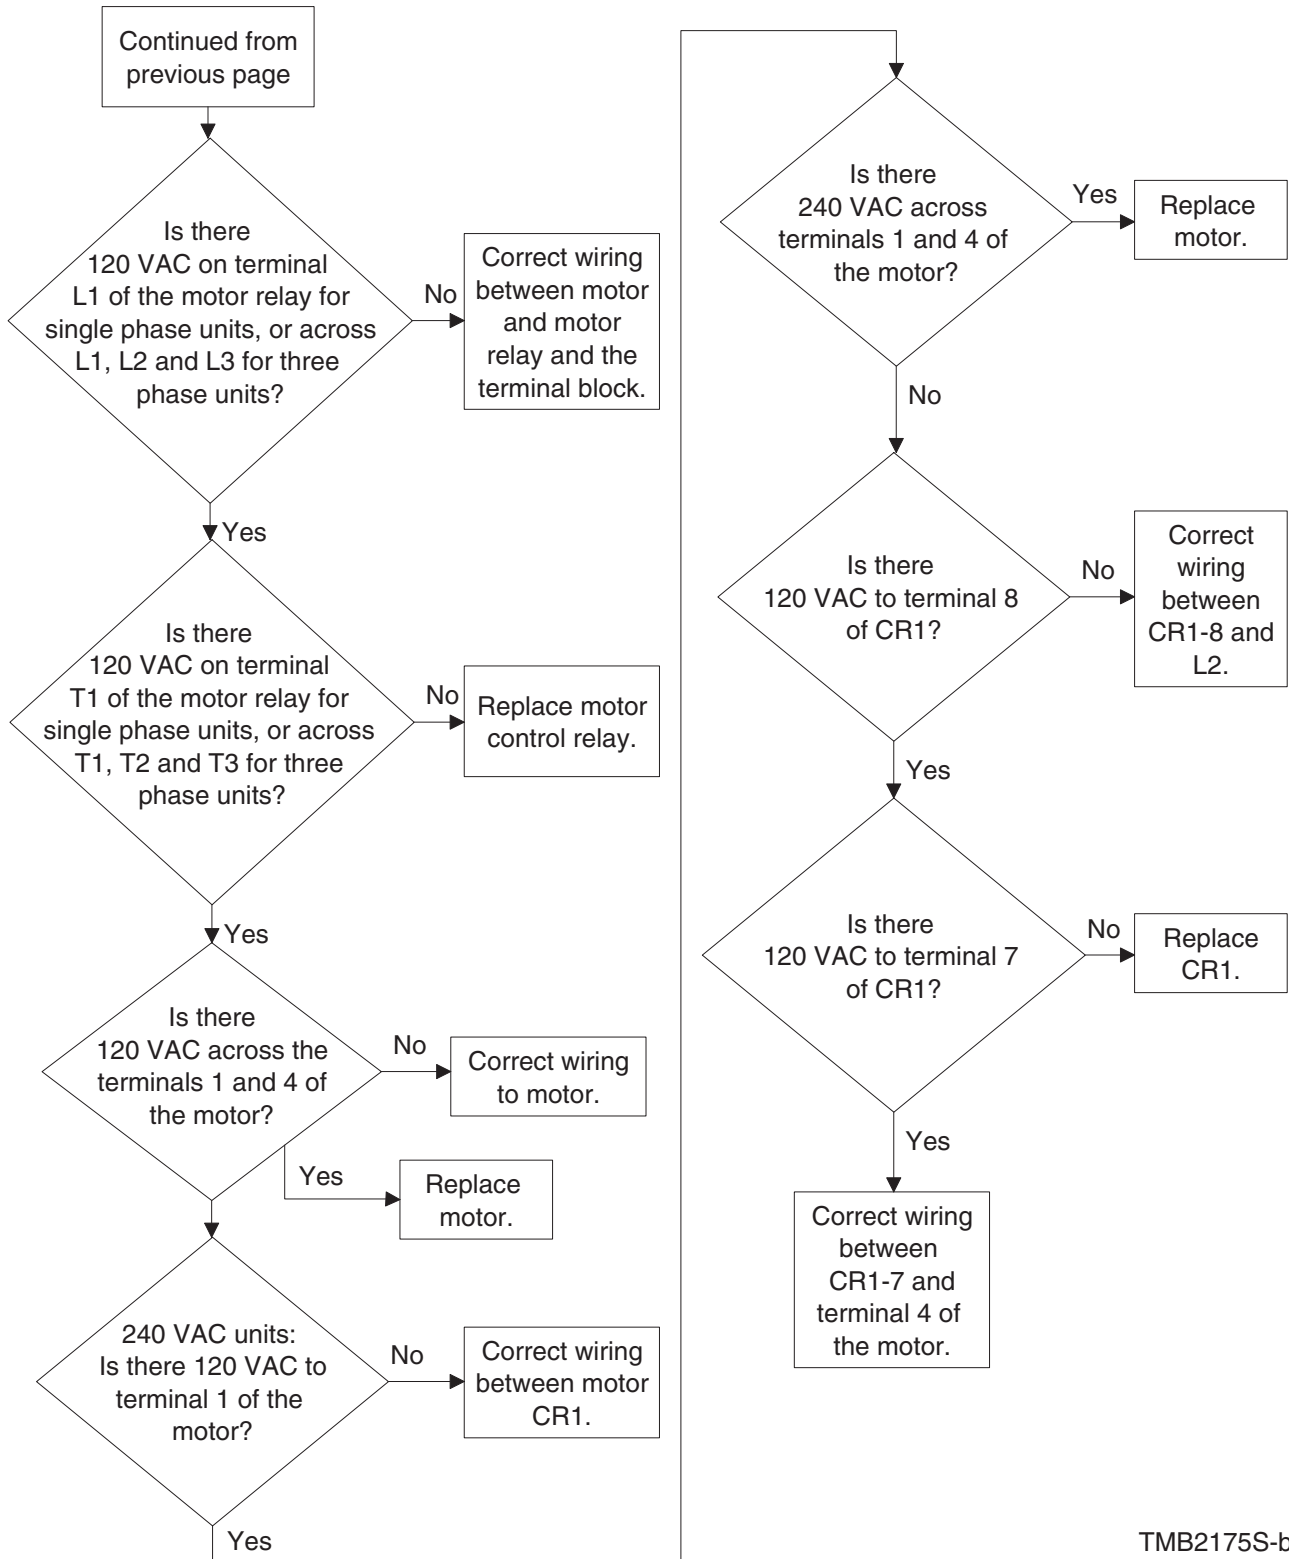 Continued from
previous page
Is there
120 VAC on terminal
L1 of the motor relay for
single phase units, or across
L1, L2 and L3 for three
phase units?
No
Correct wiring
between motor
and motor
relay and the
terminal block.
Yes
Is there
120 VAC on terminal
T1 of the motor relay for
single phase units, or across
T1, T2 and T3 for three
phase units?
No
Replace motor
control relay.
Yes
Is there
120 VAC across the
terminals 1 and 4 of
the motor?
No
Correct wiring
to motor.
Yes
Replace
motor.
240 VAC units:
Is there 120 VAC to
terminal 1 of the
motor?
No
Correct wiring
between motor
CR1.
Yes
Is there
240 VAC across
terminals 1 and 4 of
the motor?
Yes
Replace
motor.
No
Is there
120 VAC to terminal 8
of CR1?
No
Correct
wiring
between
CR1-8 and
L2.
Yes
Is there
120 VAC to terminal 7
of CR1?
No
Replace
CR1.
Yes
Correct wiring
between
CR1-7 and
terminal 4 of
the motor.
TMB2175S-b